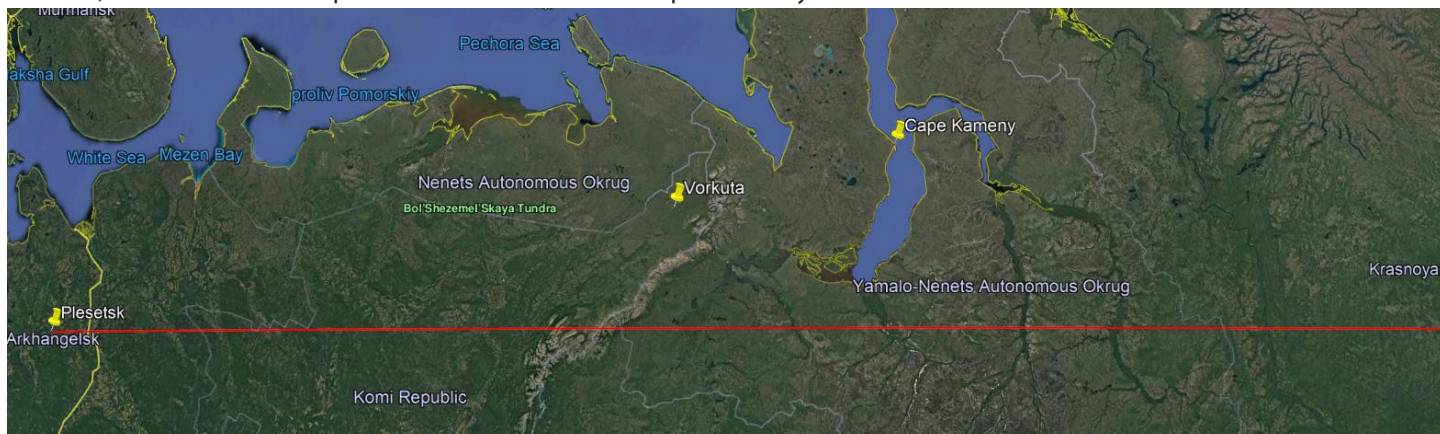 Murmansk
Pechora Sea
aksha Gulf
proliv Pomorskiy
Cape Kameny
White Sea
Mezen Bay
Nenets Autonomous Okrug
Vorkuta
Bol'Shezemel'Skaya Tundra
Krasnoya
Yamalo-Nenets Autonomous Okrug
Plesetsk
Arkhangelsk
Komi Republic